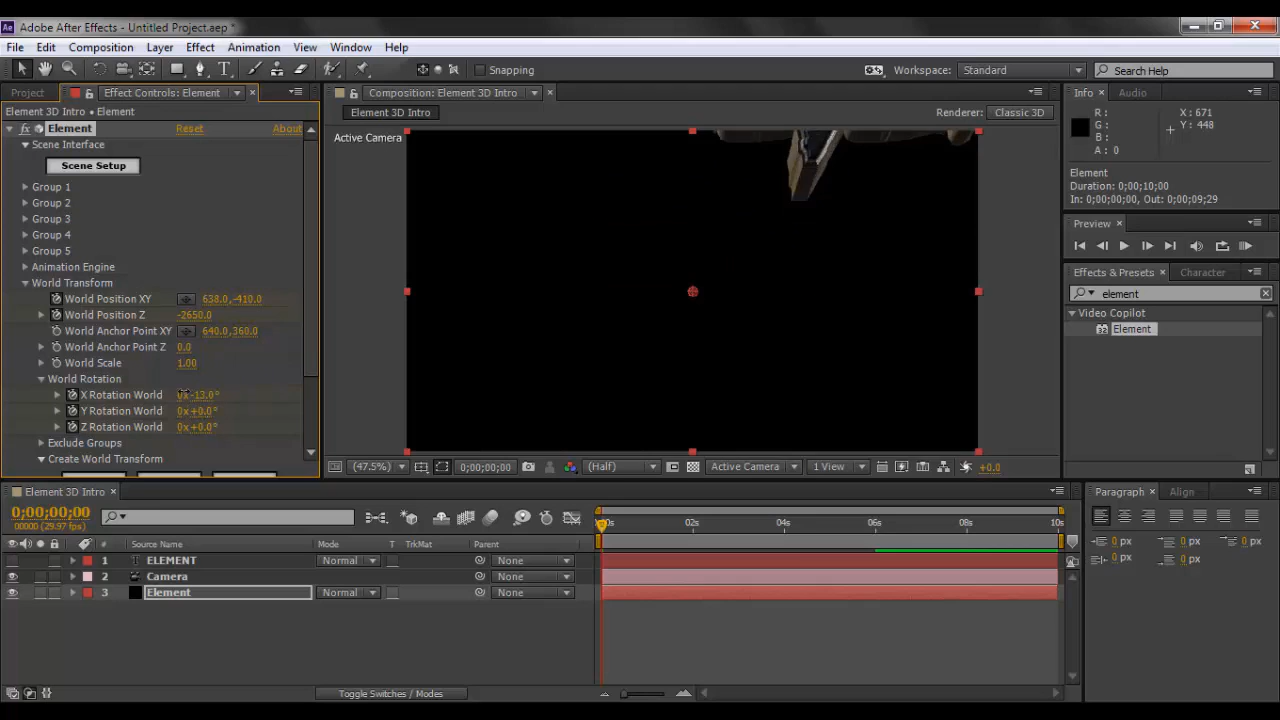 Ae Adobe After Effects - Untitled Project.aep *
File Edit Composition Layer Effect Animation View Window Help
T Snapping Workspace: Standard Search Help
Project Effect Controls: Element Composition: Element 3D Intro Info Audio
Element 3D Intro • Element Element 3D Intro Renderer: Classic 3D
fx Element Reset About
Active Camera
R: X: 671
G: Y: 448
B:
A: 0
Scene Interface
Scene Setup
Element
Duration: 0;00;10;00
In: 0;00;00;00, Out: 0;00;09;29
Group 1
Group 2
Group 3
Group 4
Group 5
Preview
Animation Engine
World Transform
Effects & Presets Character
element
Video Copilot
32 Element
World Position XY 638.0,-410.0
World Position Z -2650.0
World Anchor Point XY 640.0,360.0
World Anchor Point Z 0.0
World Scale 1.00
World Rotation
X Rotation World 0x-13.0°
Y Rotation World 0x+0.0°
Z Rotation World 0x+0.0°
Exclude Groups
Create World Transform
(47.5%) 0;00;00;00 (Half) Active Camera 1 View +0.0
Element 3D Intro Paragraph Align
0;00;00;00
00000 (29.97 fps)
02s 04s 06s 08s 10s
# Source Name Mode T TrkMat Parent
1 T ELEMENT Normal None
2 Camera None
3 Element Normal None
0 px 0 px 0 px
0 px 0 px
Toggle Switches / Modes